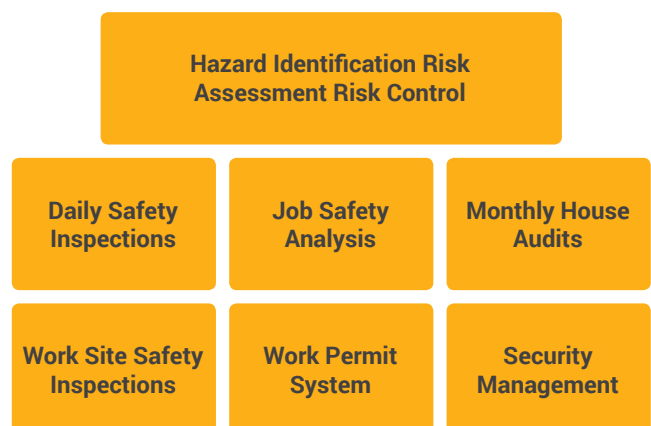 Hazard Identification Risk
Assessment Risk Control
Daily Safety
Inspections
Job Safety
Analysis
Monthly House
Audits
Work Site Safety
Inspections
Work Permit
System
Security
Management